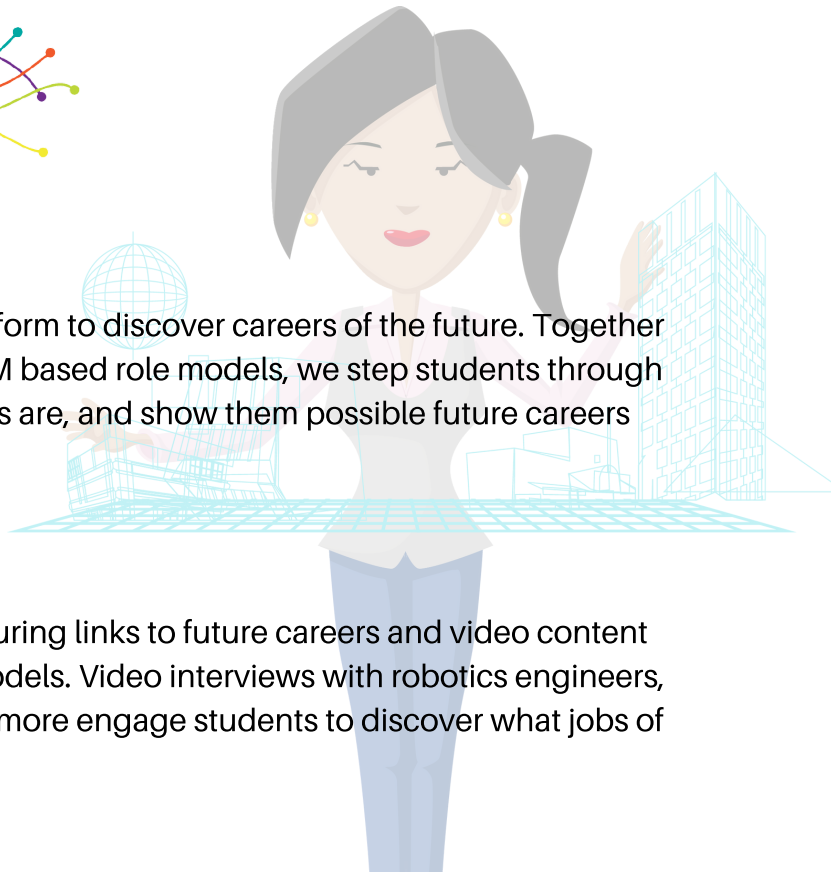 form to discover careers of the future. Together
M based role models, we step students through
s are, and show them possible future careers
uring links to future careers and video content
dels. Video interviews with robotics engineers,
more engage students to discover what jobs of